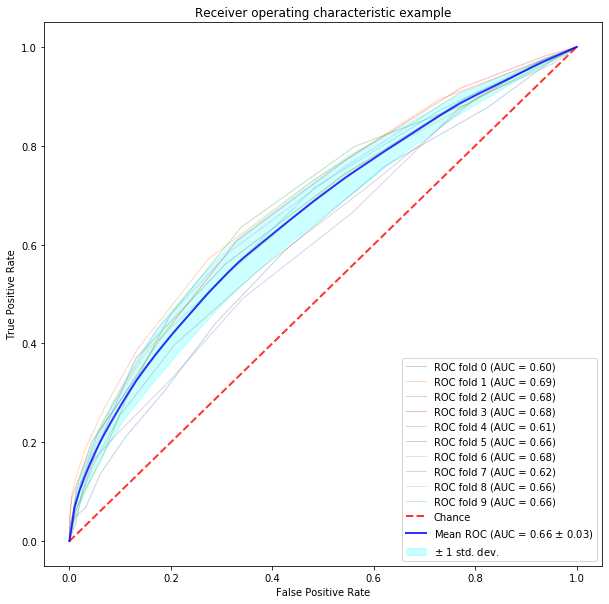 Receiver operating characteristic example
1.0
0.8
0.6
0.4
0.2
0.0
True Positive Rate
ROC fold 0 (AUC = 0.60)
ROC fold 1 (AUC = 0.69)
ROC fold 2 (AUC = 0.68)
ROC fold 3 (AUC = 0.68)
ROC fold 4 (AUC = 0.61)
ROC fold 5 (AUC = 0.66)
ROC fold 6 (AUC = 0.68)
ROC fold 7 (AUC = 0.62)
ROC fold 8 (AUC = 0.66)
ROC fold 9 (AUC = 0.66)
Chance
Mean ROC (AUC = 0.66 ± 0.03)
± 1 std. dev.
0.0 0.2 0.4 0.6 0.8 1.0
False Positive Rate